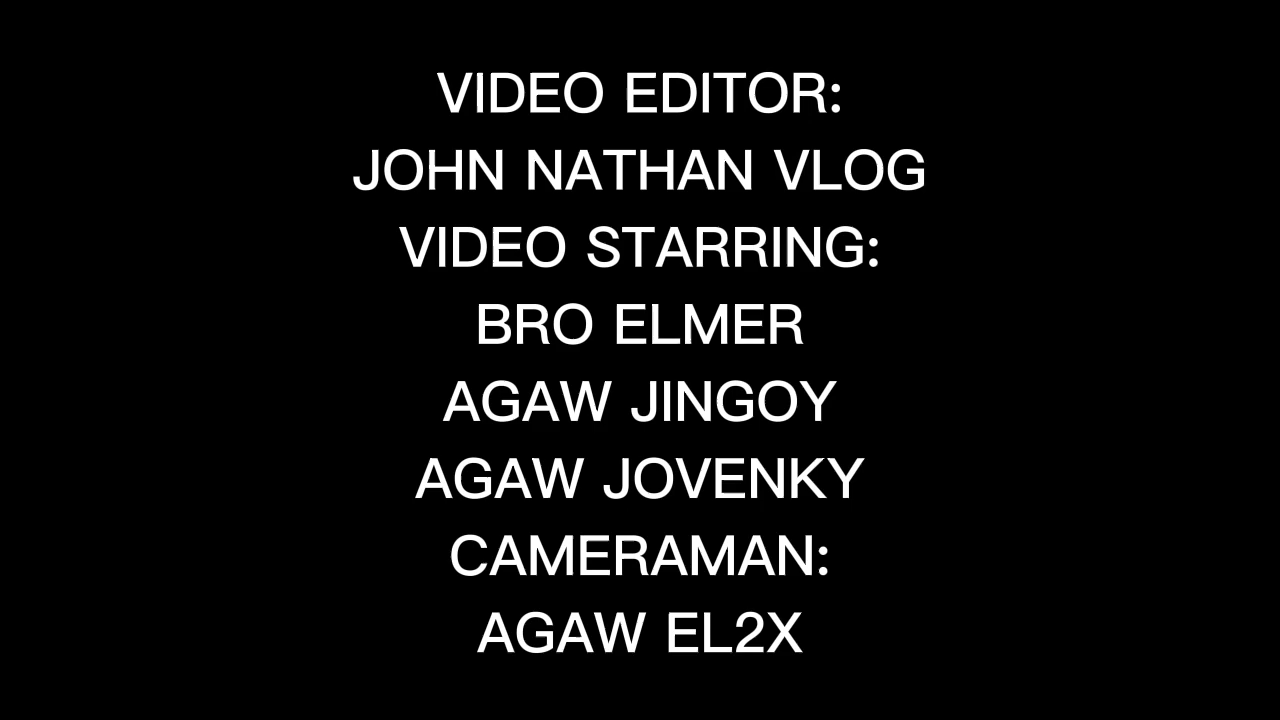 VIDEO EDITOR:
JOHN NATHAN VLOG
VIDEO STARRING:
BRO ELMER
AGAW JINGOY
AGAW JOVENKY
CAMERAMAN:
AGAW EL2X